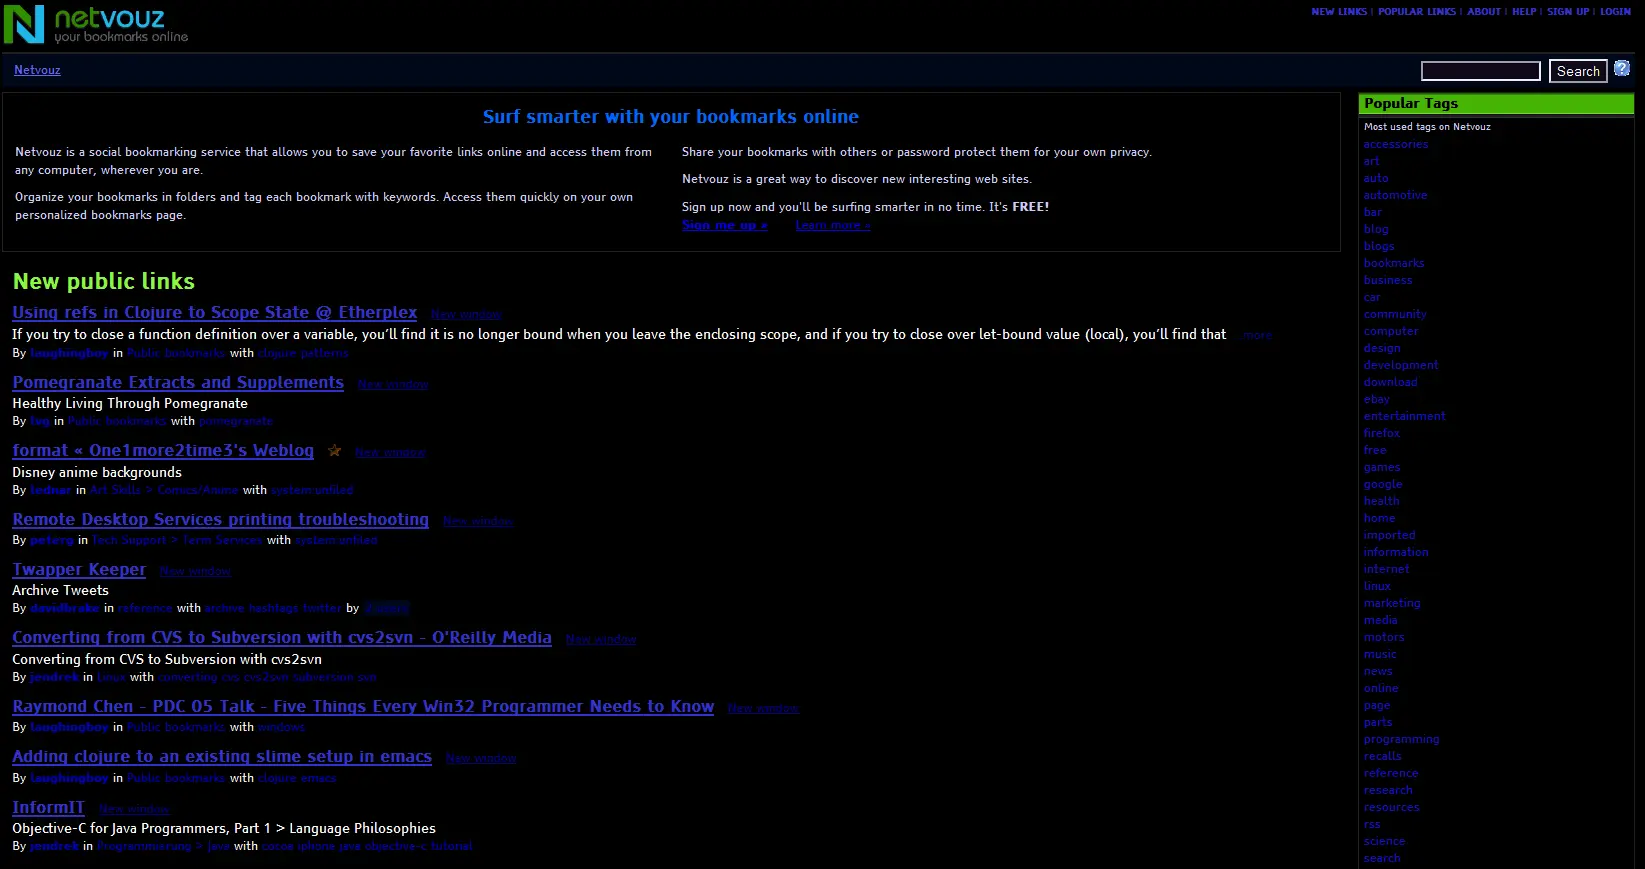 netvouz
your bookmarks online
NEW LINKS | POPULAR LINKS | ABOUT | HELP | SIGN UP | LOGIN
Netvouz
Search
?
Surf smarter with your bookmarks online
Netvouz is a social bookmarking service that allows you to save your favorite links online and access them from
any computer, wherever you are.
Organize your bookmarks in folders and tag each bookmark with keywords. Access them quickly on your own
personalized bookmarks page.
Share your bookmarks with others or password protect them for your own privacy.
Netvouz is a great way to discover new interesting web sites.
Sign up now and you'll be surfing smarter in no time. It's FREE!
Sign me up » Learn more »
New public links
Using refs in Clojure to Scope State @ Etherplex New window
If you try to close a function definition over a variable, you’ll find it is no longer bound when you leave the enclosing scope, and if you try to close over let-bound value (local), you’ll find that ...more
By laughingboy in Public bookmarks with clojure patterns
Pomegranate Extracts and Supplements New window
Healthy Living Through Pomegranate
By in Public bookmarks with pomegranate
format « One1more2time3's Weblog New window
Disney anime backgrounds
By lednar in Art Skills > Comics/Anime with system:unfiled
Remote Desktop Services printing troubleshooting New window
By peterg in Tech Support > Term Services with system:unfiled
Twapper Keeper New window
Archive Tweets
By davidbrake in reference with archive hashtags twitter by
Converting from CVS to Subversion with cvs2svn - O'Reilly Media New window
Converting from CVS to Subversion with cvs2svn
By jendrek in Linux with converting cvs cvs2svn subversion svn
Raymond Chen - PDC 05 Talk - Five Things Every Win32 Programmer Needs to Know New window
By laughingboy in Public bookmarks with windows
Adding clojure to an existing slime setup in emacs New window
By laughingboy in Public bookmarks with clojure emacs
InformIT New window
Objective-C for Java Programmers, Part 1 > Language Philosophies
By jendrek in Programmierung > Java with cocoa iphone java objective-c tutorial
Popular Tags
Most used tags on Netvouz
accessories
art
auto
automotive
bar
blog
blogs
bookmarks
business
car
community
computer
design
development
download
ebay
entertainment
firefox
free
games
google
health
home
imported
information
internet
linux
marketing
media
motors
music
news
online
page
parts
programming
recalls
reference
research
resources
rss
science
search